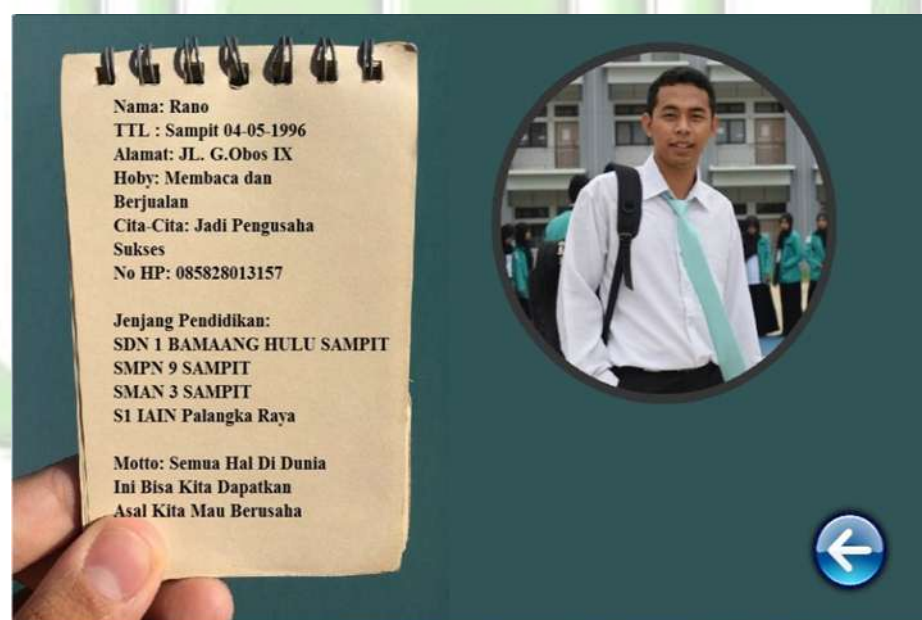 Nama: Rano
TTL : Sampit 04-05-1996
Alamat: JL. G.Obos IX
Hoby: Membaca dan
Berjualan
Cita-Cita: Jadi Pengusaha
Sukses
No HP: 085828013157
Jenjang Pendidikan:
SDN 1 BAMAANG HULU SAMPIT
SMPN 9 SAMPIT
SMAN 3 SAMPIT
S1 IAIN Palangka Raya
Motto: Semua Hal Di Dunia
Ini Bisa Kita Dapatkan
Asal Kita Mau Berusaha